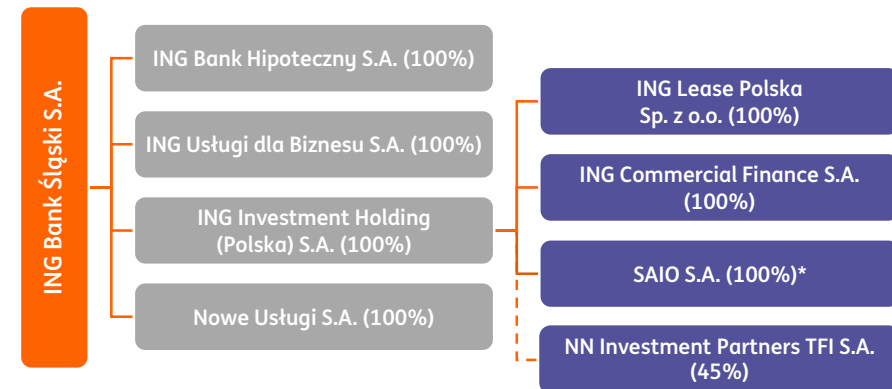 ING Bank Śląski S.A.
ING Bank Hipoteczny S.A. (100%)
ING Usługi dla Biznesu S.A. (100%)
ING Investment Holding
(Polska) S.A. (100%)
Nowe Usługi S.A. (100%)
ING Lease Polska
Sp. z o.o. (100%)
ING Commercial Finance S.A.
(100%)
SAIO S.A. (100%)*
NN Investment Partners TFI S.A.
(45%)